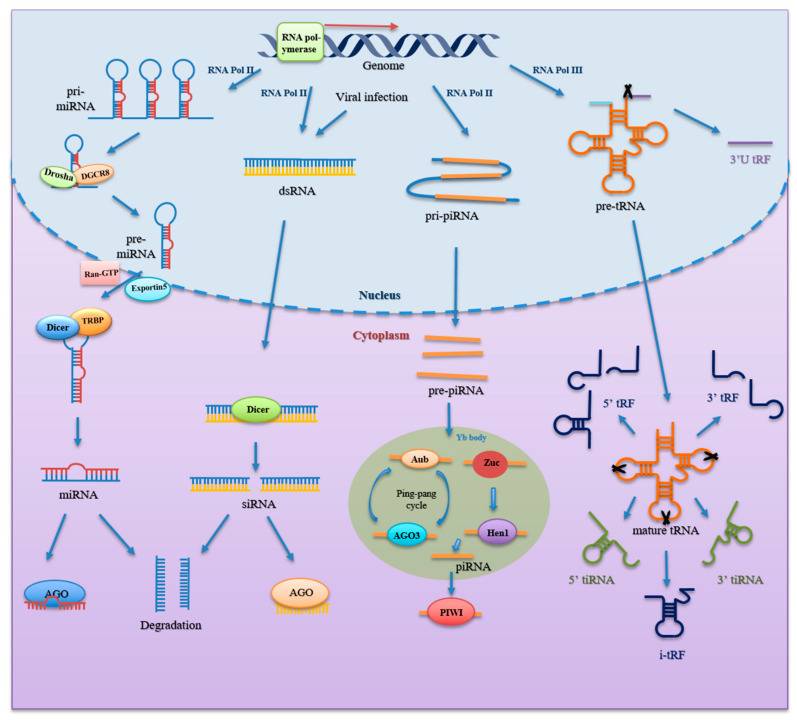 RNA pol-
ymerase
Genome
RNA Pol II
RNA Pol II
Viral infection
RNA Pol II
RNA Pol III
pri-
miRNA
Drosha
DGCR8
dsRNA
pri-piRNA
pre-tRNA
3'U tRF
pre-
miRNA
Ran-GTP
Exportin5
Nucleus
Cytoplasm
Dicer
TRBP
pre-piRNA
5' tRF
3' tRF
Dicer
Yb body
Aub
Zuc
Ping-pang
cycle
miRNA
siRNA
AGO3
Hen1
piRNA
mature tRNA
5' tiRNA
3' tiRNA
AGO
AGO
PIWI
Degradation
i-tRF